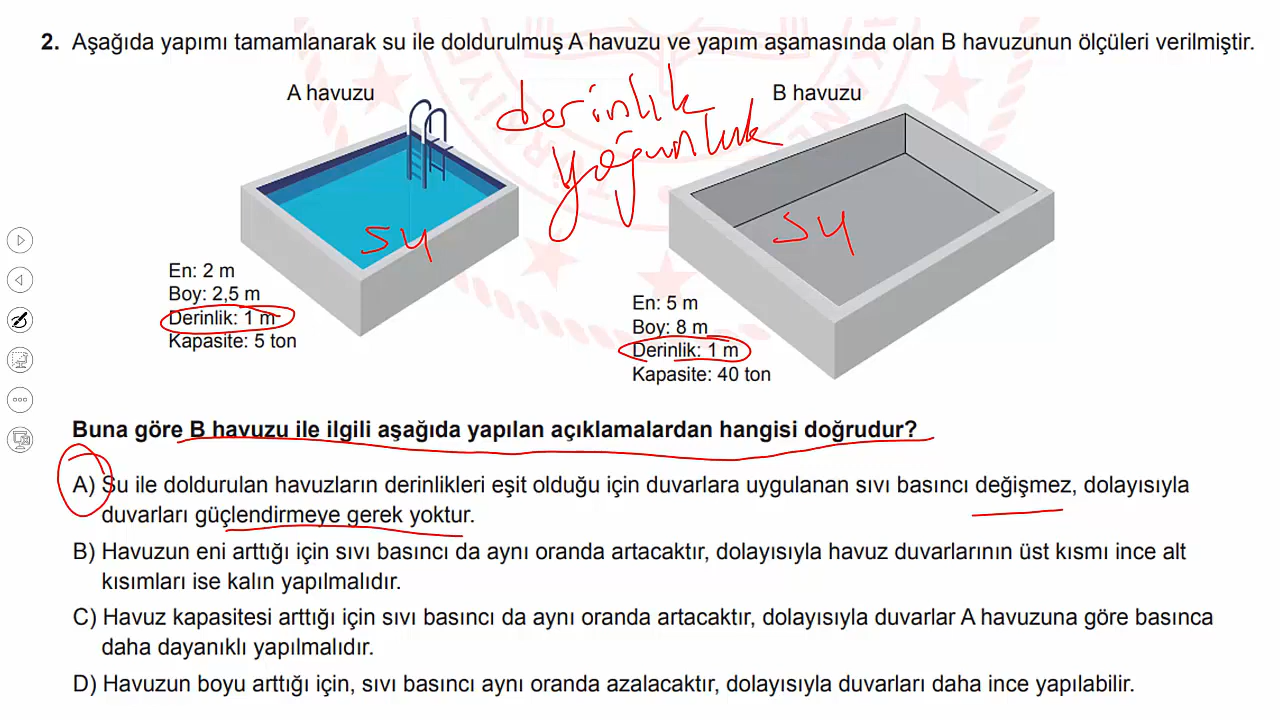 2. Aşağıda yapımı tamamlanarak su ile doldurulmuş A havuzu ve yapım aşamasında olan B havuzunun ölçüleri verilmiştir.
A havuzu
derinlik
yoğunluk
B havuzu
su
su
En: 2 m
Boy: 2,5 m
Derinlik: 1 m
Kapasite: 5 ton
En: 5 m
Boy: 8 m
Derinlik: 1 m
Kapasite: 40 ton
Buna göre B havuzu ile ilgili aşağıda yapılan açıklamalardan hangisi doğrudur?
A) Su ile doldurulan havuzların derinlikleri eşit olduğu için duvarlara uygulanan sıvı basıncı değişmez, dolayısıyla
duvarları güçlendirmeye gerek yoktur.
B) Havuzun eni arttığı için sıvı basıncı da aynı oranda artacaktır, dolayısıyla havuz duvarlarının üst kısmı ince alt
kısımları ise kalın yapılmalıdır.
C) Havuz kapasitesi arttığı için sıvı basıncı da aynı oranda artacaktır, dolayısıyla duvarlar A havuzuna göre basınca
daha dayanıklı yapılmalıdır.
D) Havuzun boyu arttığı için, sıvı basıncı aynı oranda azalacaktır, dolayısıyla duvarları daha ince yapılabilir.